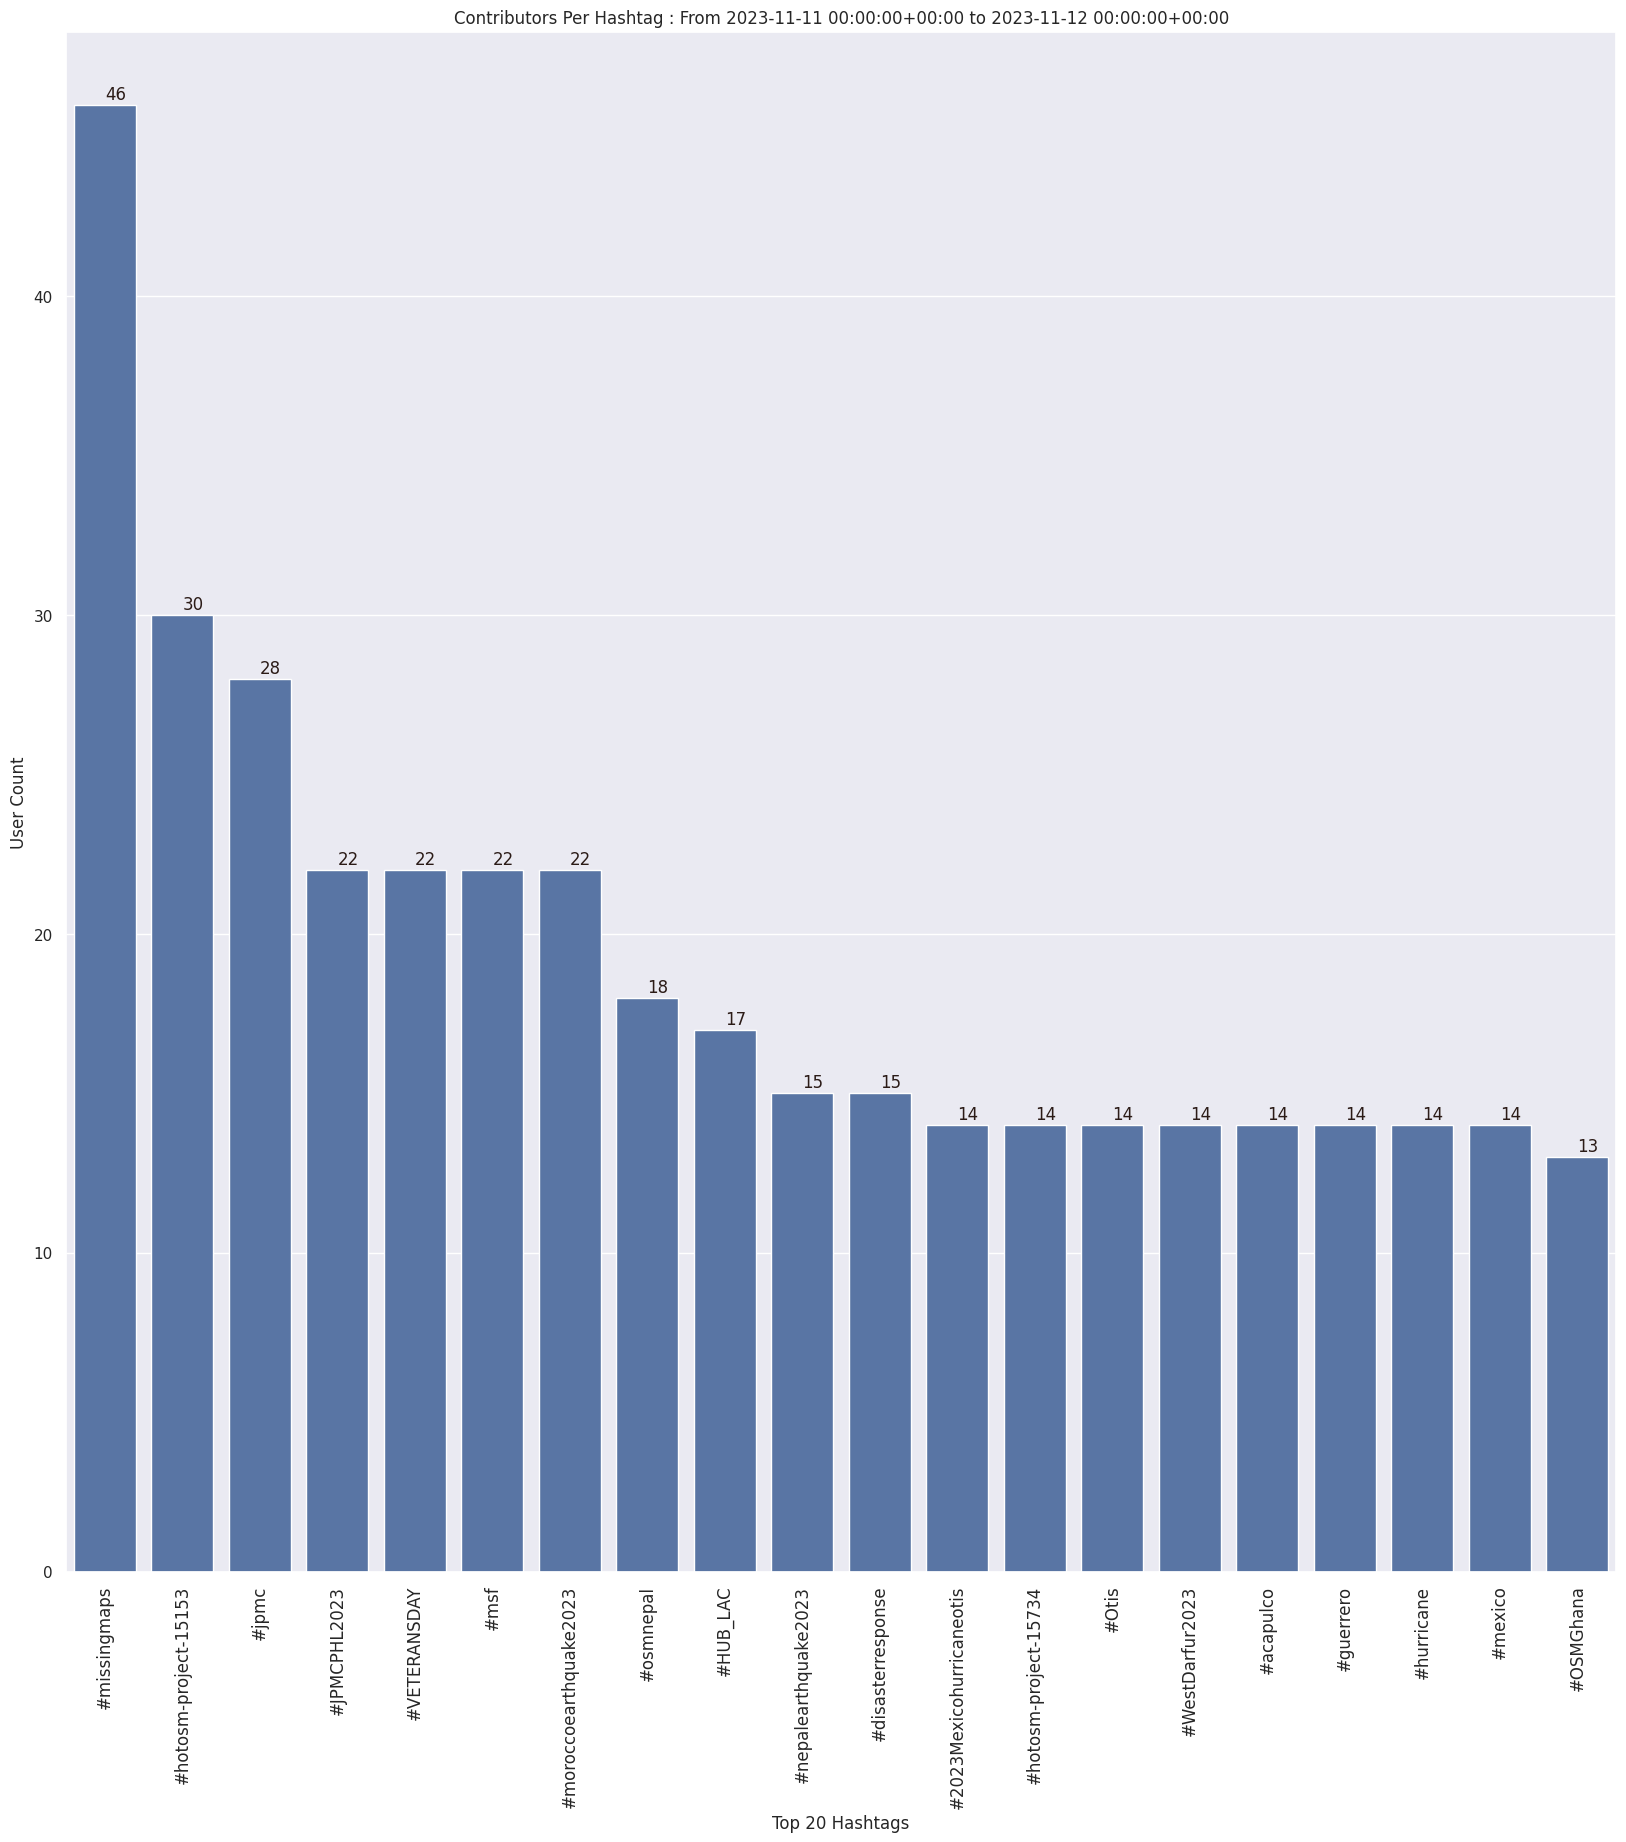 Contributors Per Hashtag : From 2023-11-11 00:00:00+00:00 to 2023-11-12 00:00:00+00:00
46
40
30
30
28
22
22
22
22
20
18
17
15
15
14
14
14
14
14
14
14
14
13
10
0
User Count
#missingmaps
#hotosm-project-15153
#jpmc
#JPMCPHL2023
#VETERANSDAY
#msf
#moroccoearthquake2023
#osmnepal
#HUB_LAC
#nepalearthquake2023
#disasterresponse
#2023Mexicohurricaneotis
#hotosm-project-15734
#Otis
#WestDarfur2023
#acapulco
#guerrero
#hurricane
#mexico
#OSMGhana
Top 20 Hashtags